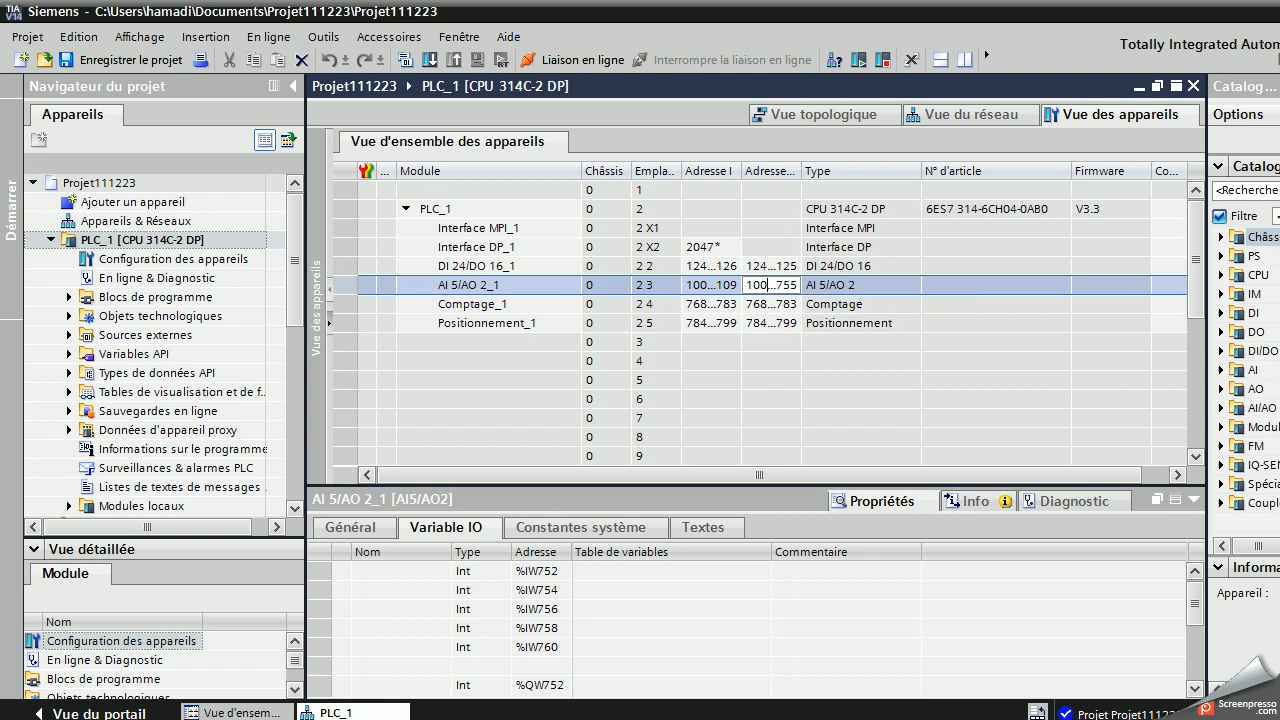 TIA V14 Siemens - C:\Users\hamadi\Documents\Projet111223\Projet111223
Projet Edition Affichage Insertion En ligne Outils Accessoires Fenêtre Aide
Totally Integrated Autom
Enregistrer le projet Liaison en ligne Interrompre la liaison en ligne
Navigateur du projet
Projet111223 PLC_1 [CPU 314C-2 DP]
Catalog...
Appareils
Vue topologique Vue du réseau Vue des appareils
Options
Vue d'ensemble des appareils
... Module Châssis Empla... Adresse I Adresse... Type N° d'article Firmware Co...
0 1
PLC_1 0 2 CPU 314C-2 DP 6ES7 314-6CH04-0AB0 V3.3
Interface MPI_1 0 2 X1 Interface MPI
Interface DP_1 0 2 X2 2047* Interface DP
DI 24/DO 16_1 0 2 2 124...126 124...125 DI 24/DO 16
AI 5/AO 2_1 0 2 3 100...109 100...755 AI 5/AO 2
Comptage_1 0 2 4 768...783 768...783 Comptage
Positionnement_1 0 2 5 784...799 784...799 Positionnement
0 3
0 4
0 5
0 6
0 7
0 8
0 9
Démarrer
Projet111223
Ajouter un appareil
Appareils & Réseaux
PLC_1 [CPU 314C-2 DP]
Configuration des appareils
En ligne & Diagnostic
Blocs de programme
Objets technologiques
Sources externes
Variables API
Types de données API
Tables de visualisation et de f...
Sauvegardes en ligne
Données d'appareil proxy
Informations sur le programme
Surveillances & alarmes PLC
Listes de textes de messages
Modules locaux
Vue des appareils
Catalog
<Recherche
Filtre
Châss
PS
CPU
IM
DI
DO
DI/DO
AI
AO
AI/AO
Modul
FM
IQ-SEN
Spécia
Couple
Informa
Appareil :
AI 5/AO 2_1 [AI5/AO2]
Propriétés Info Diagnostic
Général Variable IO Constantes système Textes
Nom Type Adresse Table de variables Commentaire
Int %IW752
Int %IW754
Int %IW756
Int %IW758
Int %IW760
Int %QW752
Vue détaillée
Module
Nom
Configuration des appareils
En ligne & Diagnostic
Blocs de programme
Objets technologiques
Vue du portail Vue d'ensem... PLC_1
Projet Projet111223
Screenpresso
.com